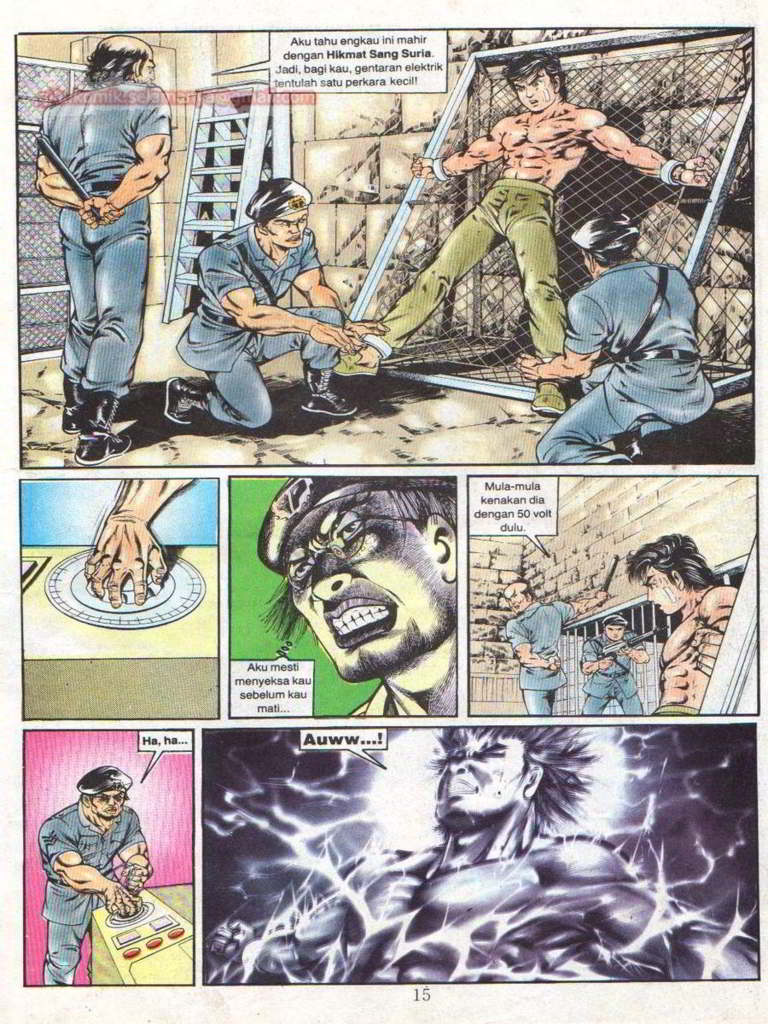 Aku tahu engkau ini mahir
dengan Hikmat Sang Suria.
Jadi, bagi kau, gentaran elektrik
tentulah satu perkara kecil!
Aku mesti
menyeksa kau
sebelum kau
mati...
Mula-mula
kenakan dia
dengan 50 volt
dulu.
Ha, ha...
Auww...!
15